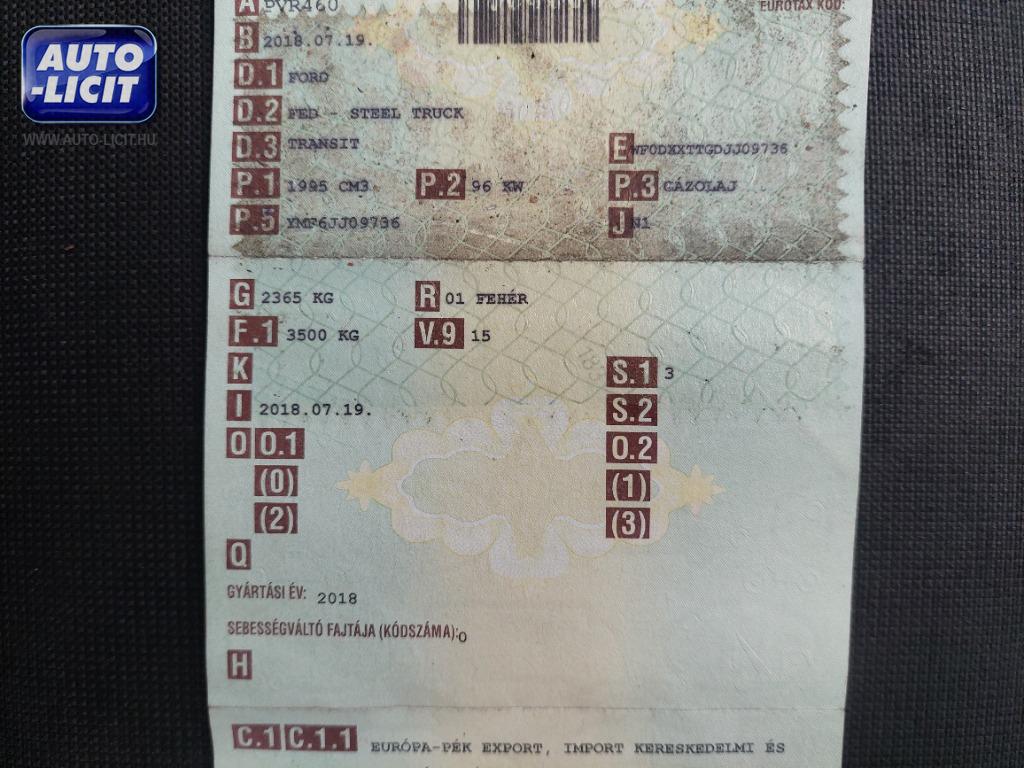 AUTO
-LICIT
WWW.AUTO-LICIT.HU
A PVR460 EUROTAX KÓD:
B 2018.07.19.
D.1 FORD
D.2 FED - STEEL TRUCK
D.3 TRANSIT E WF0DXXTTGDJJ09736
P.1 1995 CM3 P.2 96 KW P.3 GÁZOLAJ
P.5 YMF6JJ09736 J N1
G 2365 KG R 01 FEHÉR
F.1 3500 KG V.9 15
K S.1 3
I 2018.07.19. S.2
O O.1 O.2
(0) (1)
(2) (3)
Q
GYÁRTÁSI ÉV: 2018
SEBESSÉGVÁLTÓ FAJTÁJA (KÓDSZÁMA): 0
H
C.1 C.1.1 EURÓPA-PÉK EXPORT, IMPORT KERESKEDELMI ÉS